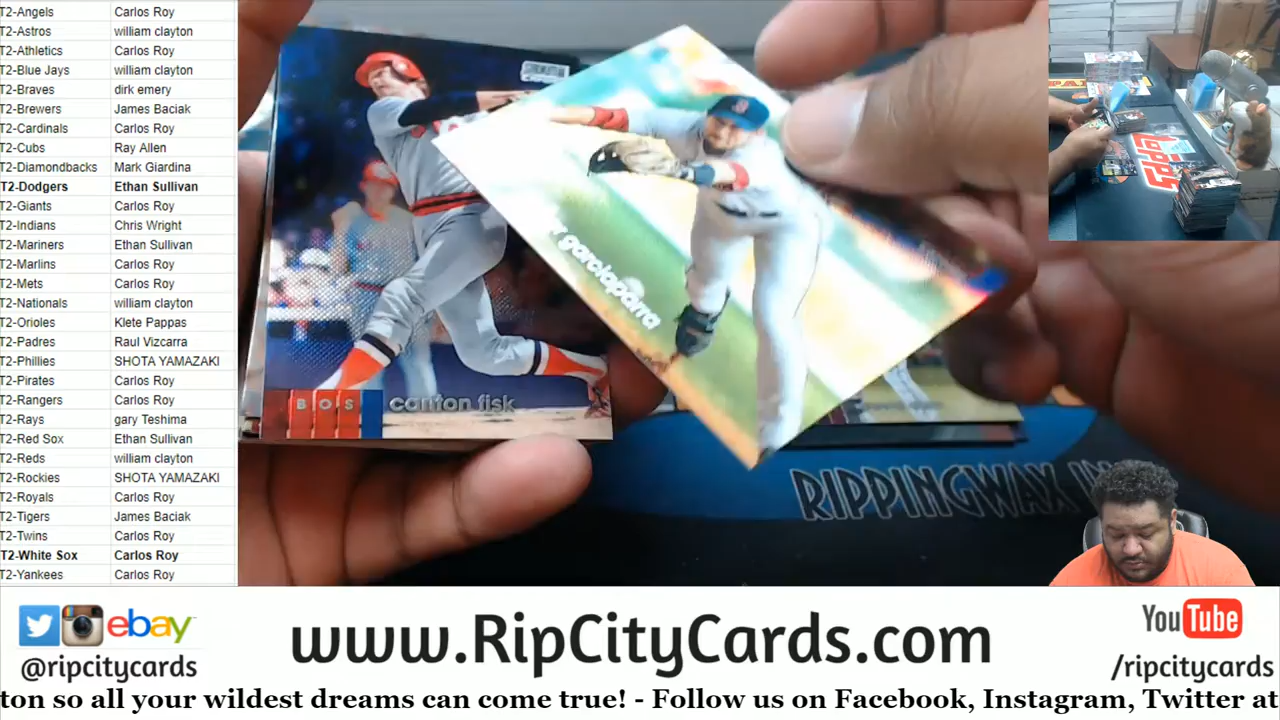 T2-Angels Carlos Roy
T2-Astros william clayton
T2-Athletics Carlos Roy
T2-Blue Jays william clayton
T2-Braves dirk emery
T2-Brewers James Baciak
T2-Cardinals Carlos Roy
T2-Cubs Ray Allen
T2-Diamondbacks Mark Giardina
T2-Dodgers Ethan Sullivan
T2-Giants Carlos Roy
T2-Indians Chris Wright
T2-Mariners Ethan Sullivan
T2-Marlins Carlos Roy
T2-Mets Carlos Roy
T2-Nationals william clayton
T2-Orioles Klete Pappas
T2-Padres Raul Vizcarra
T2-Phillies SHOTA YAMAZAKI
T2-Pirates Carlos Roy
T2-Rangers Carlos Roy
T2-Rays gary Teshima
T2-Red Sox Ethan Sullivan
T2-Reds william clayton
T2-Rockies SHOTA YAMAZAKI
T2-Royals Carlos Roy
T2-Tigers James Baciak
T2-Twins Carlos Roy
T2-White Sox Carlos Roy
T2-Yankees Carlos Roy
BOS carlton fisk
r garciaparra
RIPPINGWAX
Topps
ebay
@ripcitycards
www.RipCityCards.com
YouTube
/ripcitycards
ton so all your wildest dreams can come true! - Follow us on Facebook, Instagram, Twitter at